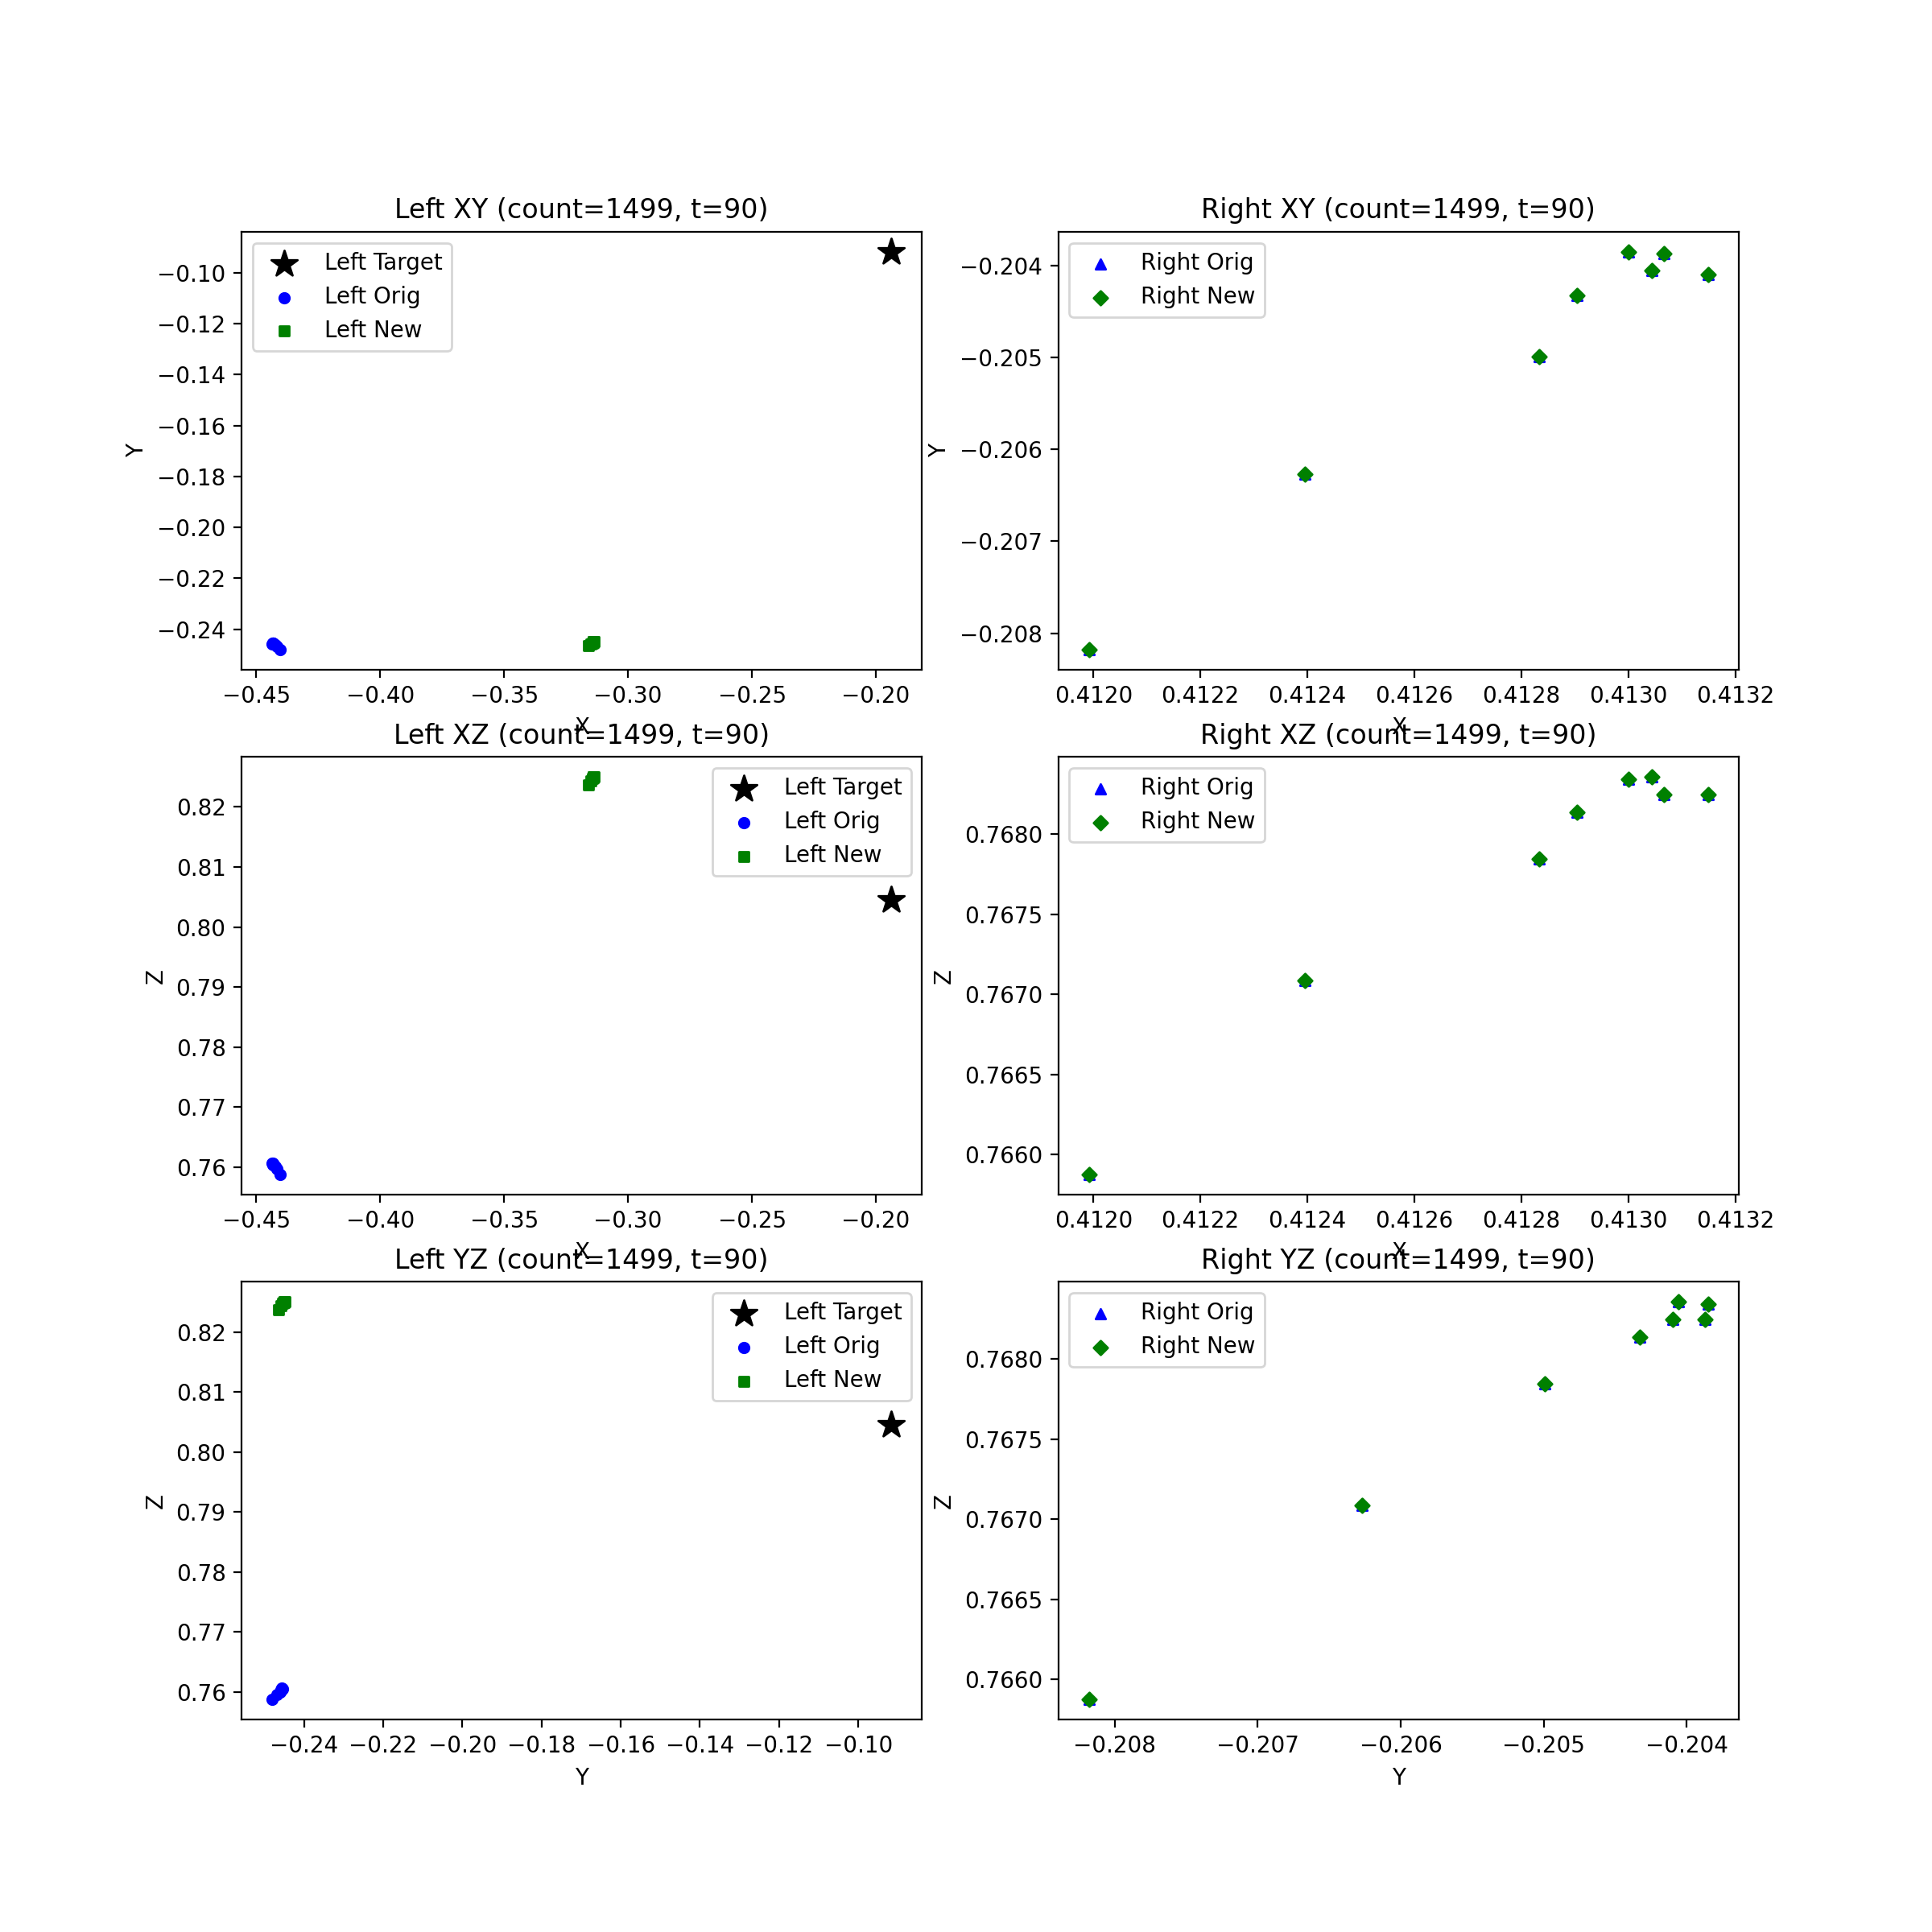 Left XY (count=1499, t=90)
Left Target
Left Orig
Left New
Y
−0.10
−0.12
−0.14
−0.16
−0.18
−0.20
−0.22
−0.24
−0.45 −0.40 −0.35 −0.30 −0.25 −0.20
X
Right XY (count=1499, t=90)
Right Orig
Right New
Y
−0.204
−0.205
−0.206
−0.207
−0.208
0.4120 0.4122 0.4124 0.4126 0.4128 0.4130 0.4132
X
Left XZ (count=1499, t=90)
Left Target
Left Orig
Left New
Z
0.82
0.81
0.80
0.79
0.78
0.77
0.76
−0.45 −0.40 −0.35 −0.30 −0.25 −0.20
X
Right XZ (count=1499, t=90)
Right Orig
Right New
Z
0.7680
0.7675
0.7670
0.7665
0.7660
0.4120 0.4122 0.4124 0.4126 0.4128 0.4130 0.4132
X
Left YZ (count=1499, t=90)
Left Target
Left Orig
Left New
Z
0.82
0.81
0.80
0.79
0.78
0.77
0.76
−0.24 −0.22 −0.20 −0.18 −0.16 −0.14 −0.12 −0.10
Y
Right YZ (count=1499, t=90)
Right Orig
Right New
Z
0.7680
0.7675
0.7670
0.7665
0.7660
−0.208 −0.207 −0.206 −0.205 −0.204
Y